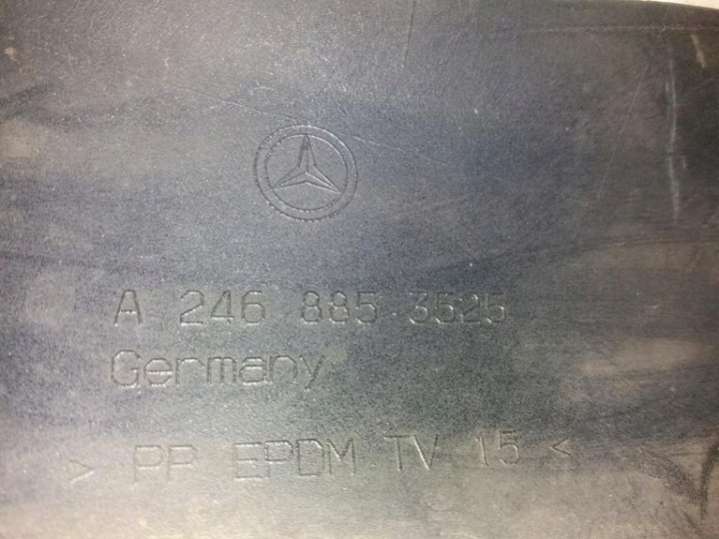 A 246 885 3525
Germany
> PP EPDM TV 15 <